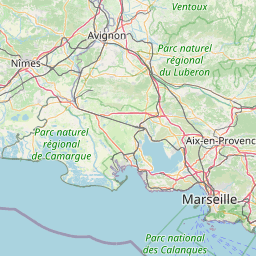 Ventoux
Avignon
Nîmes
Parc naturel
régional
du Luberon
Parc naturel
régional
de Camargue
Aix-en-Provenc
Marseille
Parc national
des Calanques